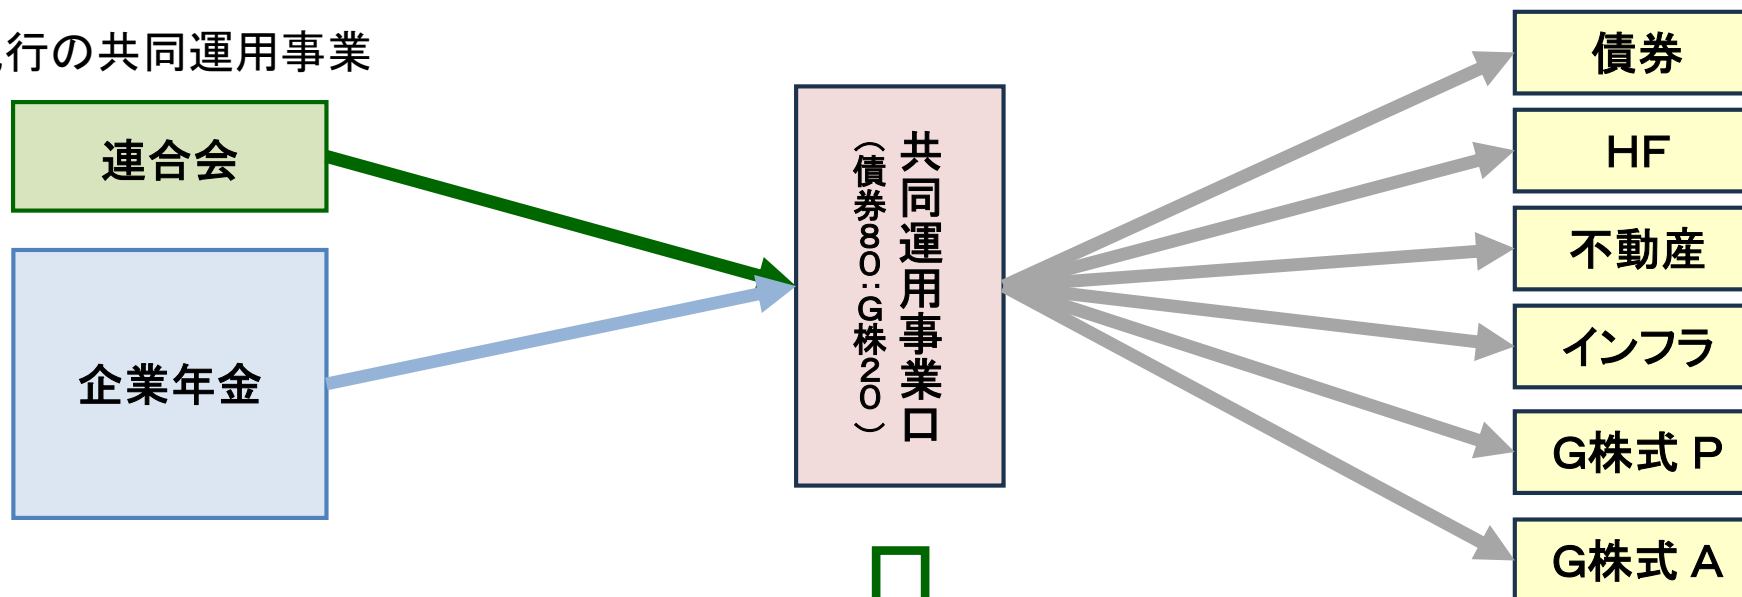 行の共同運用事業
連合会
企業年金
共同運用事業口
（債券８０：Ｇ株２０）
債券
ＨＦ
不動産
インフラ
Ｇ株式 Ｐ
Ｇ株式 Ａ